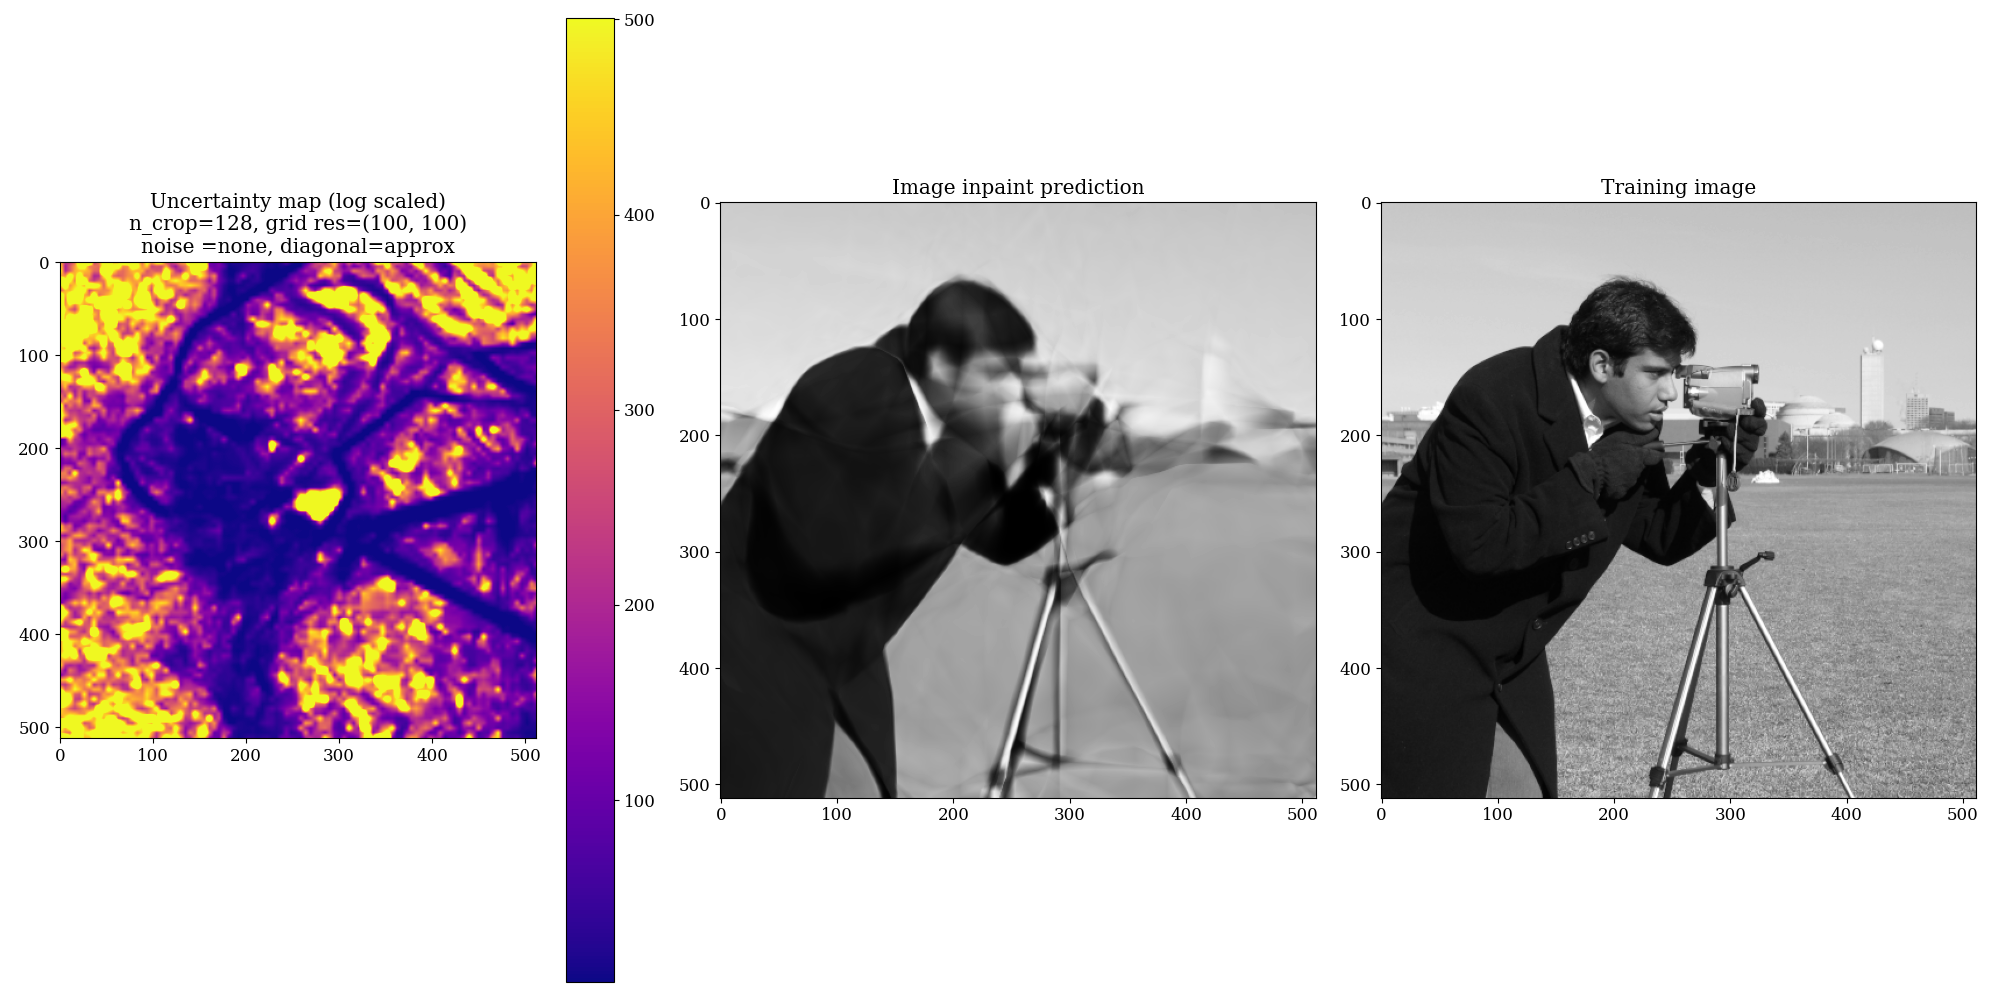 Uncertainty map (log scaled)
n_crop=128, grid res=(100, 100)
noise =none, diagonal=approx
0
100
200
300
400
500
0 100 200 300 400 500
500
400
300
200
100
Image inpaint prediction
0
100
200
300
400
500
0 100 200 300 400 500
Training image
0
100
200
300
400
500
0 100 200 300 400 500